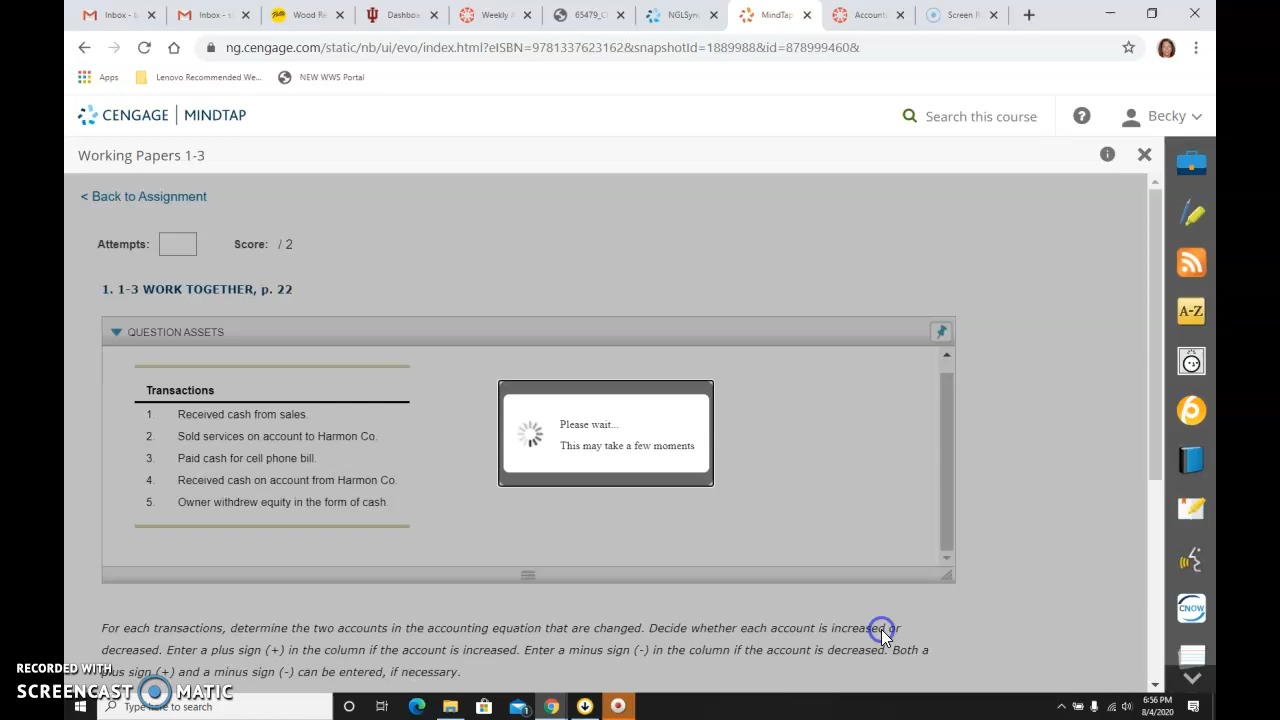 Inbox - b
Inbox - s
Wood Re
Dashboa
Weekly A
65479_C
NGLSync
MindTap
Accounti
Screen R
ng.cengage.com/static/nb/ui/evo/index.html?eISBN=9781337623162&snapshotId=1889988&id=878999460&
Apps
Lenovo Recommended We...
NEW WWS Portal
CENGAGE | MINDTAP
Search this course
Becky
Working Papers 1-3
< Back to Assignment
Attempts:
Score: / 2
1. 1-3 WORK TOGETHER, p. 22
QUESTION ASSETS
Transactions
1. Received cash from sales.
2. Sold services on account to Harmon Co.
3. Paid cash for cell phone bill.
4. Received cash on account from Harmon Co.
5. Owner withdrew equity in the form of cash.
Please wait...
This may take a few moments
A-Z
CNOW
For each transactions, determine the two accounts in the accounting equation that are changed. Decide whether each account is increased or
decreased. Enter a plus sign (+) in the column if the account is increased. Enter a minus sign (-) in the column if the account is decreased. Both a
plus sign (+) and a minus sign (-) can be entered, if necessary.
RECORDED WITH
SCREENCAST MATIC
Type here to search
6:56 PM
8/4/2020